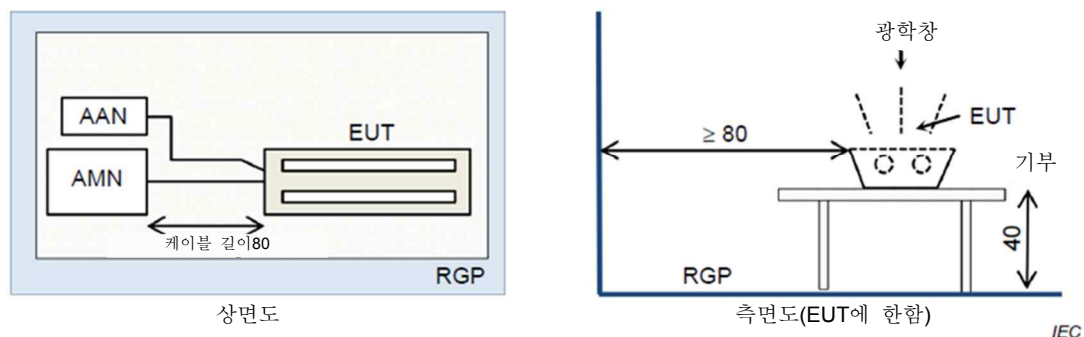 AAN
EUT
AMN
케이블 길이80
RGP
상면도
광학창
EUT
≥ 80
기부
40
RGP
측면도(EUT에 한함)
IEC